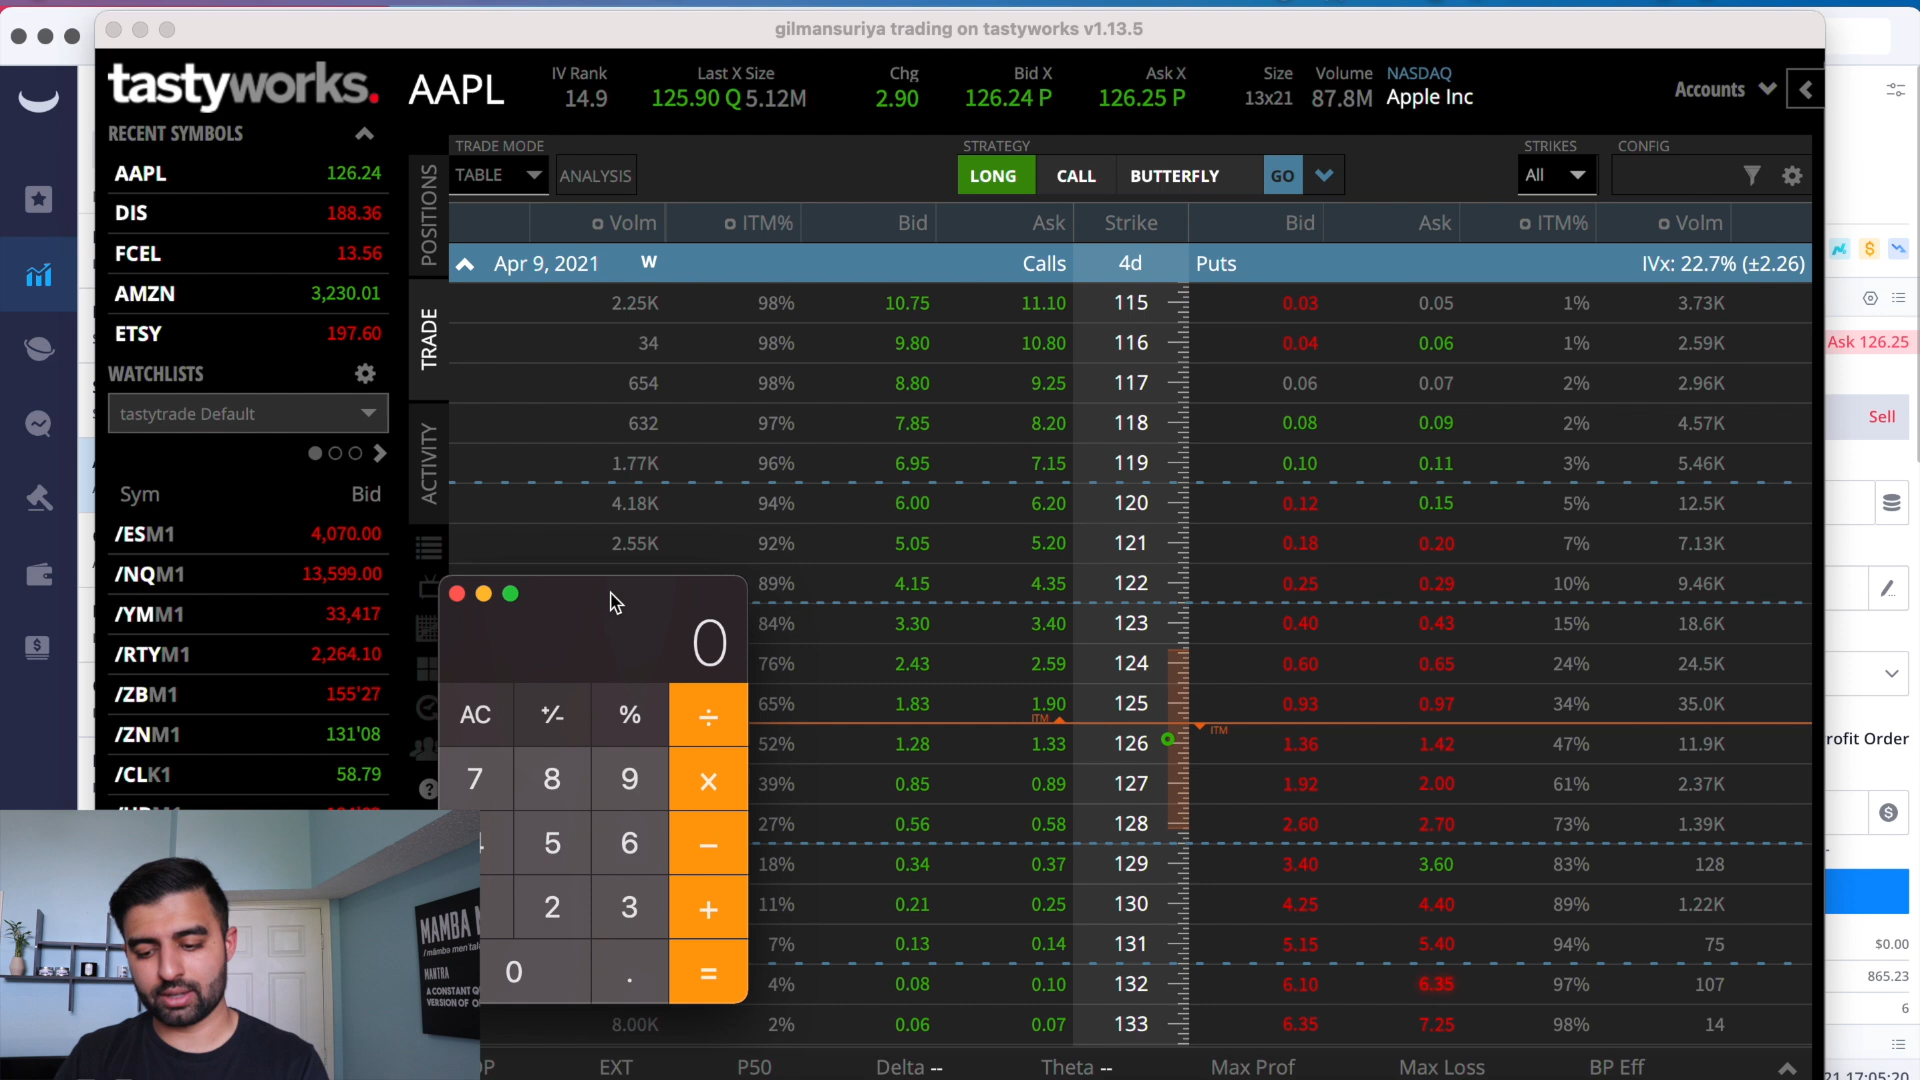 gilmansuriya trading on tastyworks v1.13.5
tastyworks.
AAPL
IV Rank
14.9
Last X Size
125.90 Q 5.12M
Chg
2.90
Bid X
126.24 P
Ask X
126.25 P
Size
13x21
Volume
87.8M
NASDAQ
Apple Inc
Accounts
RECENT SYMBOLS
AAPL 126.24
DIS 188.36
FCEL 13.56
AMZN 3,230.01
ETSY 197.60
WATCHLISTS
tastytrade Default
Sym Bid
/ESM1 4,070.00
/NQM1 13,599.00
/YMM1 33,417
/RTYM1 2,264.10
/ZBM1 155'27
/ZNM1 131'08
/CLK1 58.79
POSITIONS
TRADE
ACTIVITY
TRADE MODE
TABLE
ANALYSIS
STRATEGY
LONG CALL BUTTERFLY GO
STRIKES
All
CONFIG
Volm ITM% Bid Ask Strike Bid Ask ITM% Volm
Apr 9, 2021 W Calls 4d Puts IVx: 22.7% (±2.26)
2.25K 98% 10.75 11.10 115 0.03 0.05 1% 3.73K
34 98% 9.80 10.80 116 0.04 0.06 1% 2.59K
654 98% 8.80 9.25 117 0.06 0.07 2% 2.96K
632 97% 7.85 8.20 118 0.08 0.09 2% 4.57K
1.77K 96% 6.95 7.15 119 0.10 0.11 3% 5.46K
4.18K 94% 6.00 6.20 120 0.12 0.15 5% 12.5K
2.55K 92% 5.05 5.20 121 0.18 0.20 7% 7.13K
89% 4.15 4.35 122 0.25 0.29 10% 9.46K
84% 3.30 3.40 123 0.40 0.43 15% 18.6K
76% 2.43 2.59 124 0.60 0.65 24% 24.5K
65% 1.83 1.90 125 0.93 0.97 34% 35.0K
ITM ITM
52% 1.28 1.33 126 1.36 1.42 47% 11.9K
39% 0.85 0.89 127 1.92 2.00 61% 2.37K
27% 0.56 0.58 128 2.60 2.70 73% 1.39K
18% 0.34 0.37 129 3.40 3.60 83% 128
11% 0.21 0.25 130 4.25 4.40 89% 1.22K
7% 0.13 0.14 131 5.15 5.40 94% 75
4% 0.08 0.10 132 6.10 6.35 97% 107
8.00K 2% 0.06 0.07 133 6.35 7.25 98% 14
EXT P50 Delta -- Theta -- Max Prof Max Loss BP Eff
0
AC +/- % ÷
7 8 9 ×
5 6 −
2 3 +
0 . =
Ask 126.25
Sell
rofit Order
$0.00
865.23
6
21 17:05:20
MAMBA
MANTRA
A CONSTANT
VERSION OF